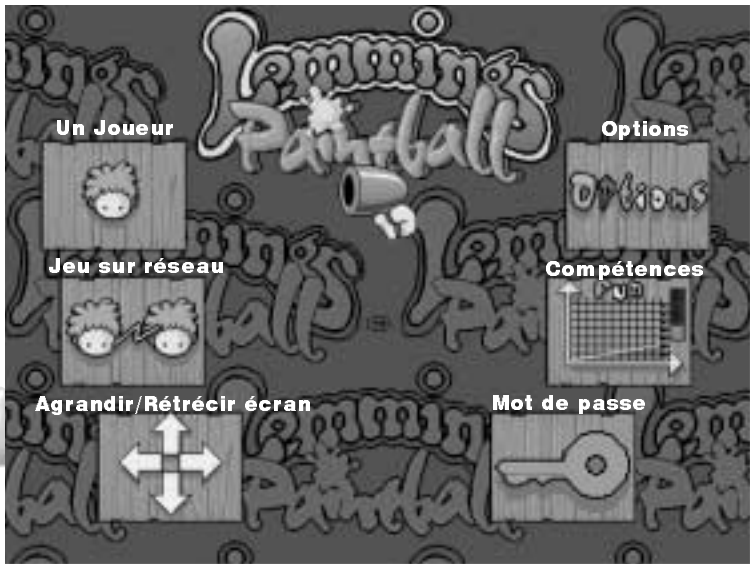 Lemmings
Paintball
Un Joueur
Options
Options
Jeu sur réseau
Compétences
Agrandir/Rétrécir écran
Mot de passe